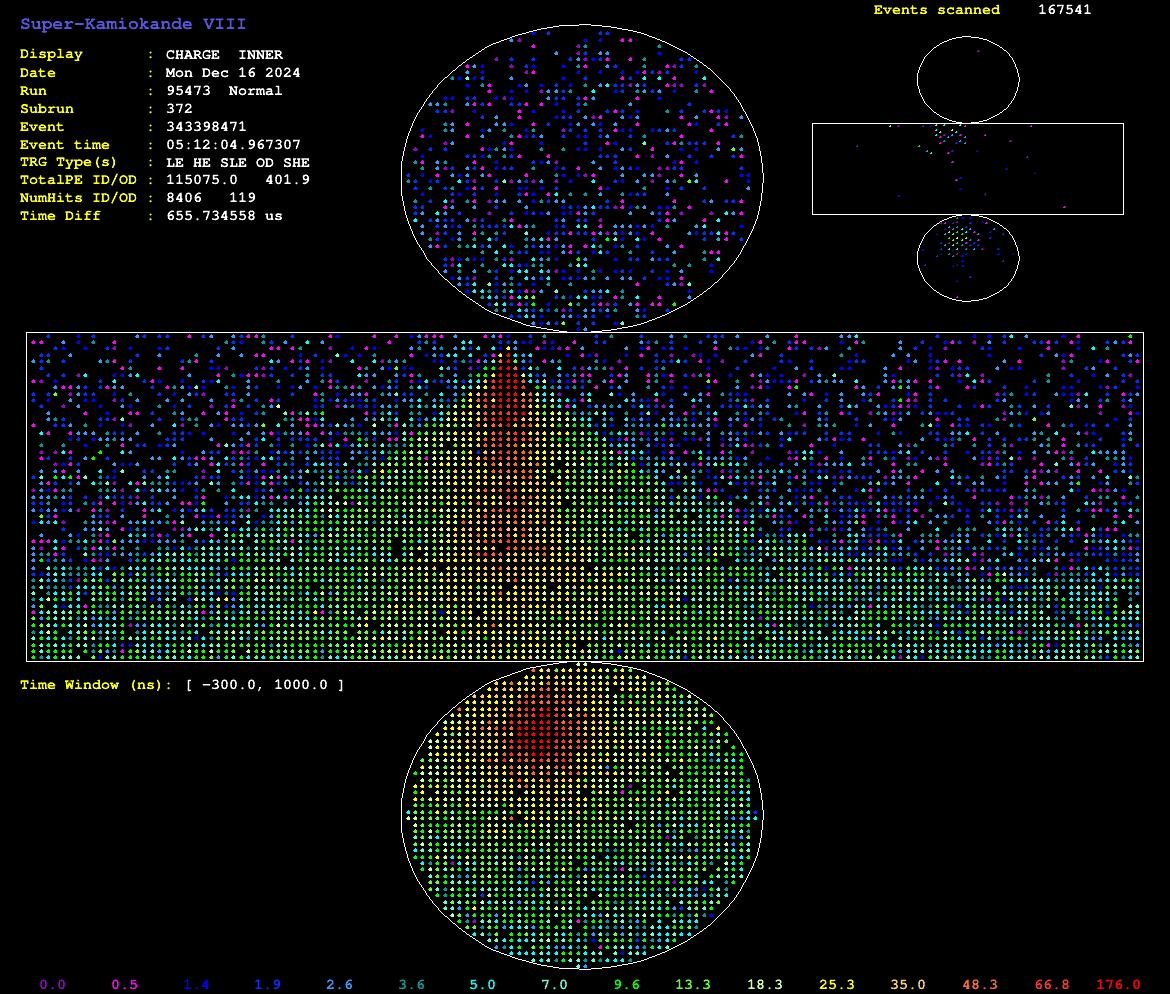 Super-Kamiokande VIII
Events scanned 167541
Display : CHARGE INNER
Date : Mon Dec 16 2024
Run : 95473 Normal
Subrun : 372
Event : 343398471
Event time : 05:12:04.967307
TRG Type(s) : LE HE SLE OD SHE
TotalPE ID/OD : 115075.0 401.9
NumHits ID/OD : 8406 119
Time Diff : 655.734558 us
Time Window (ns): [ −300.0, 1000.0 ]
0.0 0.5 1.4 1.9 2.6 3.6 5.0 7.0 9.6 13.3 18.3 25.3 35.0 48.3 66.8 176.0